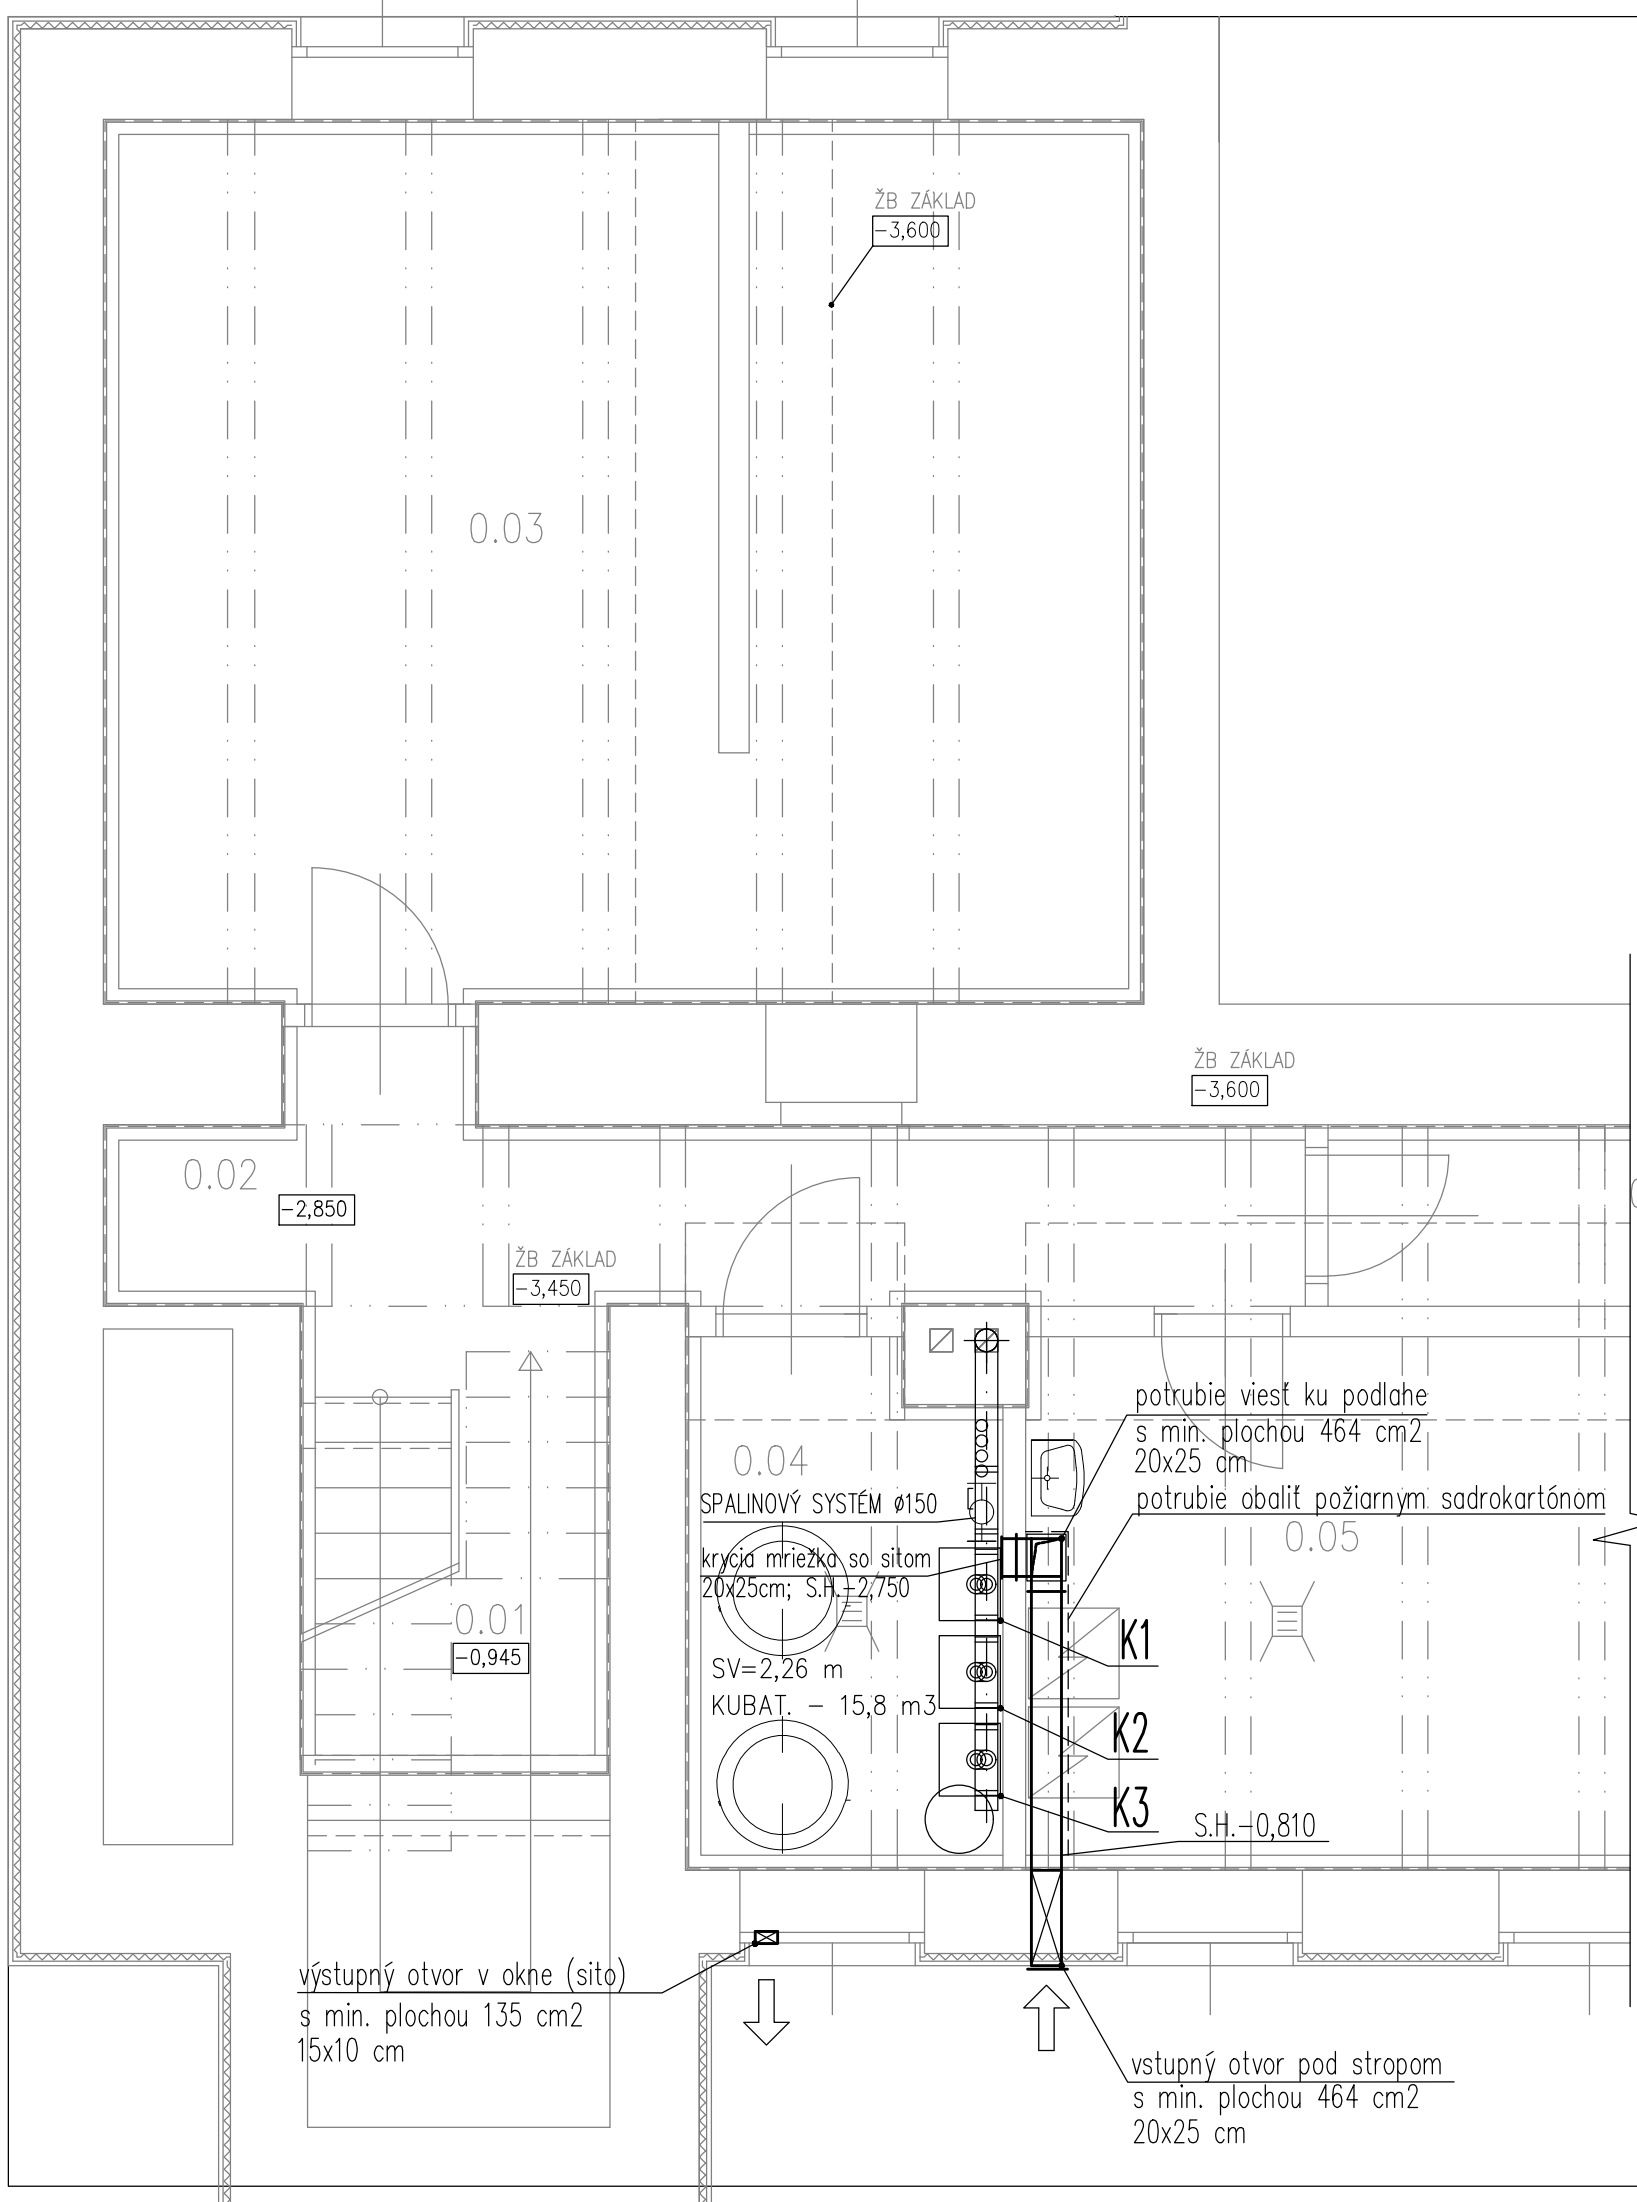 ŽB ZÁKLAD
-3,600
0.03
ŽB ZÁKLAD
-3,600
0.02
-2,850
ŽB ZÁKLAD
-3,450
potrubie viesť ku podlahe
s min. plochou 464 cm2
20x25 cm
0.04
SPALINOVÝ SYSTÉM ø150
potrubie obaliť požiarnym sadrokartónom
0.05
krycia mriežka so sitom
20x25cm; S.H.-2,750
0.01
-0,945
K1
SV=2,26 m
KUBAT. - 15,8 m3
K2
K3
S.H.-0,810
výstupný otvor v okne (sito)
s min. plochou 135 cm2
15x10 cm
vstupný otvor pod stropom
s min. plochou 464 cm2
20x25 cm